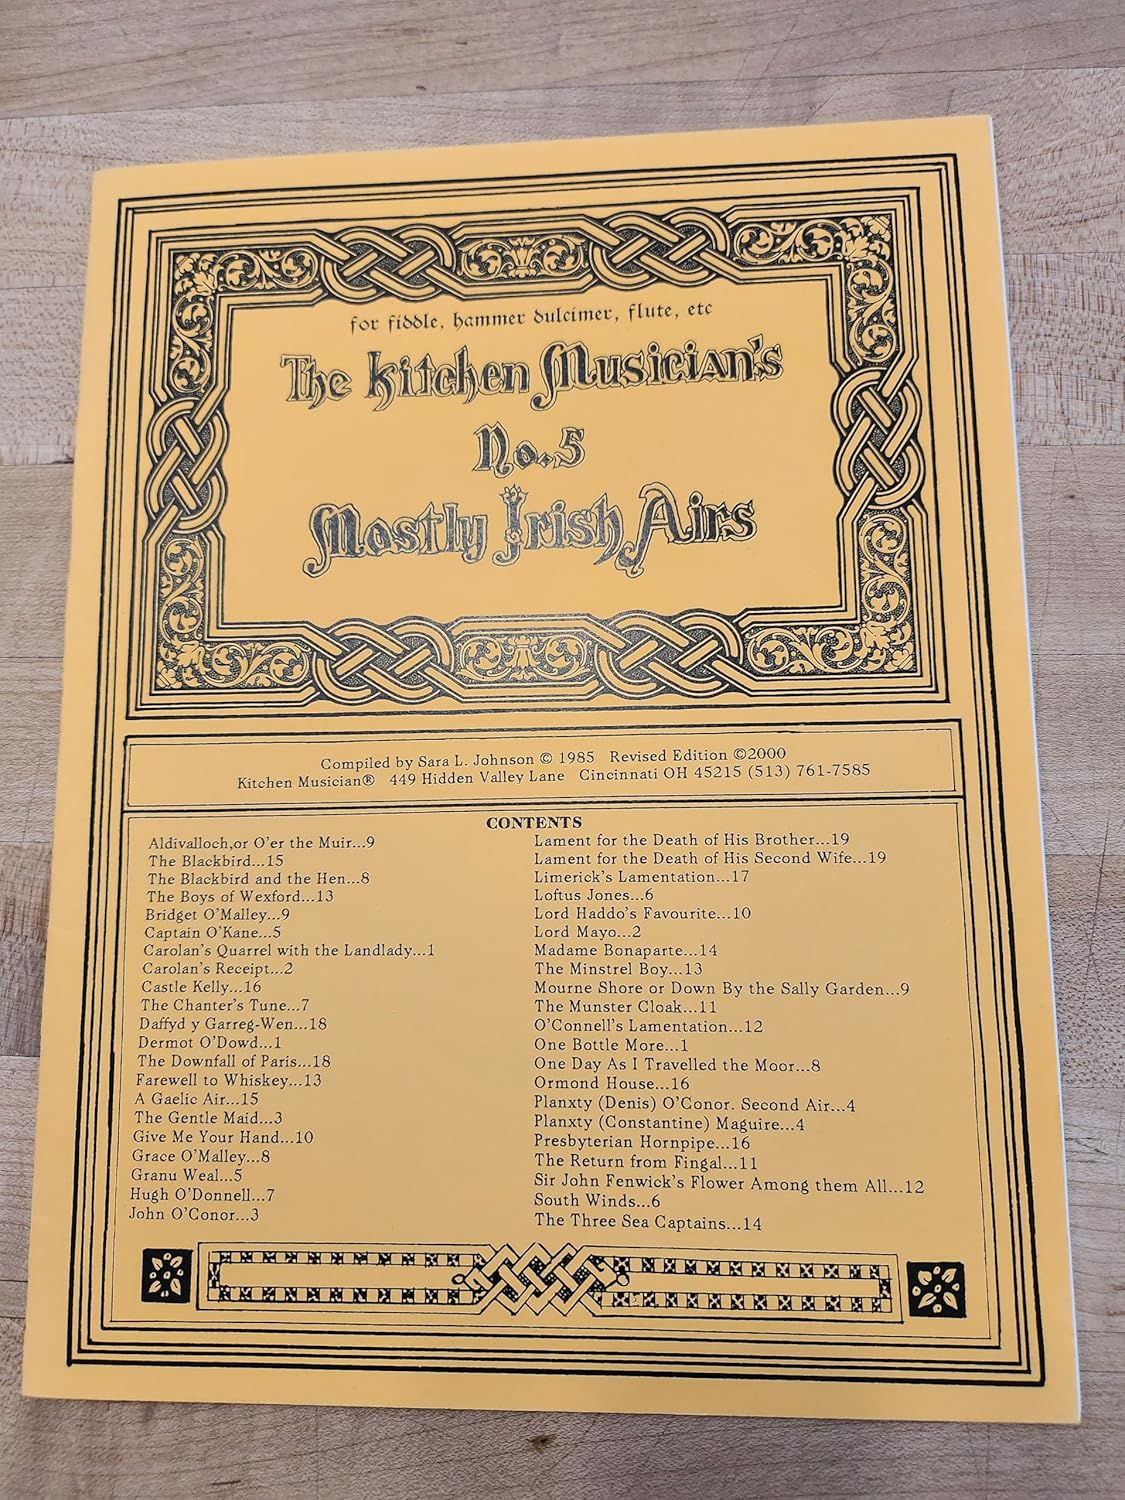 for fiddle, hammer dulcimer, flute, etc
The Kitchen Musician's
No.5
Mostly Irish Airs
Compiled by Sara L. Johnson © 1985 Revised Edition ©2000
Kitchen Musician® 449 Hidden Valley Lane Cincinnati OH 45215 (513) 761-7585
CONTENTS
Aldivalloch,or O'er the Muir...9
The Blackbird...15
The Blackbird and the Hen...8
The Boys of Wexford...13
Bridget O'Malley...9
Captain O'Kane...5
Carolan's Quarrel with the Landlady...1
Carolan's Receipt...2
Castle Kelly...16
The Chanter's Tune...7
Daffyd y Garreg-Wen...18
Dermot O'Dowd...1
The Downfall of Paris...18
Farewell to Whiskey...13
A Gaelic Air...15
The Gentle Maid...3
Give Me Your Hand...10
Grace O'Malley...8
Granu Weal...5
Hugh O'Donnell...7
John O'Conor...3
Lament for the Death of His Brother...19
Lament for the Death of His Second Wife...19
Limerick's Lamentation...17
Loftus Jones...6
Lord Haddo's Favourite...10
Lord Mayo...2
Madame Bonaparte...14
The Minstrel Boy...13
Mourne Shore or Down By the Sally Garden...9
The Munster Cloak...11
O'Connell's Lamentation...12
One Bottle More...1
One Day As I Travelled the Moor...8
Ormond House...16
Planxty (Denis) O'Conor. Second Air...4
Planxty (Constantine) Maguire...4
Presbyterian Hornpipe...16
The Return from Fingal...11
Sir John Fenwick's Flower Among them All...12
South Winds...6
The Three Sea Captains...14